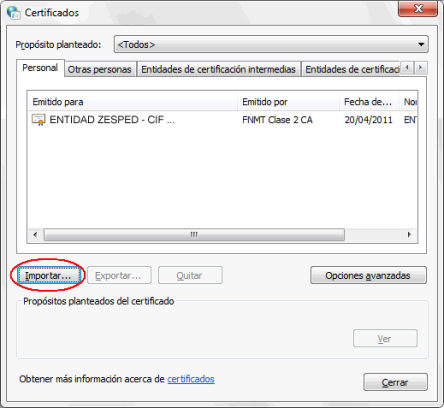 Certificados
Propósito planteado: <Todos>
Personal Otras personas Entidades de certificación intermedias Entidades de certificaci
Emitido para Emitido por Fecha de... No
ENTIDAD ZESPED - CIF ... FNMT Clase 2 CA 20/04/2011 EN
Importar... Exportar... Quitar Opciones avanzadas
Propósitos planteados del certificado
Ver
Obtener más información acerca de certificados
Cerrar